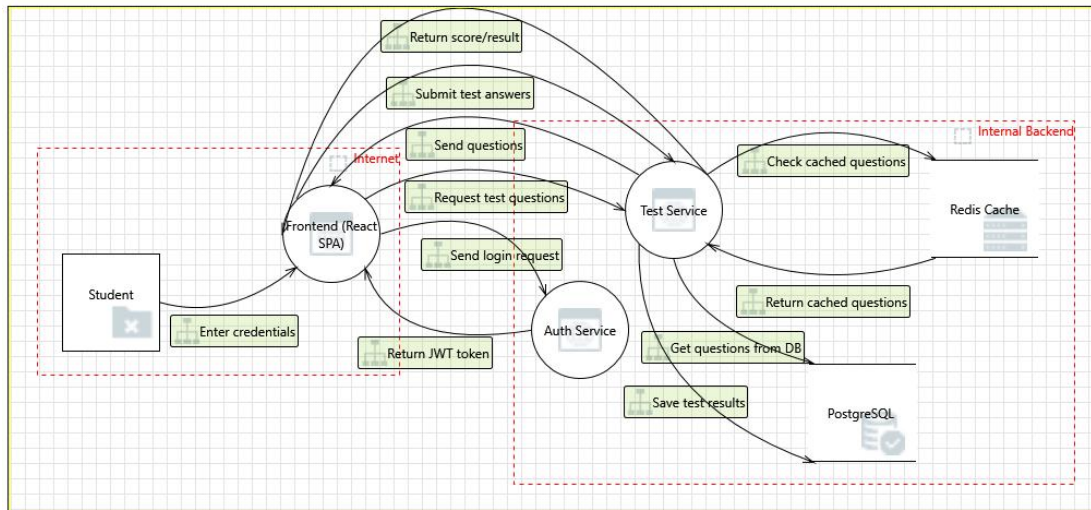 Return score/result
Submit test answers
Internal Backend
Send questions
Internet
Check cached questions
Request test questions
Test Service
Redis Cache
Frontend (React
SPA)
Send login request
Student
Return cached questions
Enter credentials
Auth Service
Return JWT token
Get questions from DB
Save test results
PostgreSQL